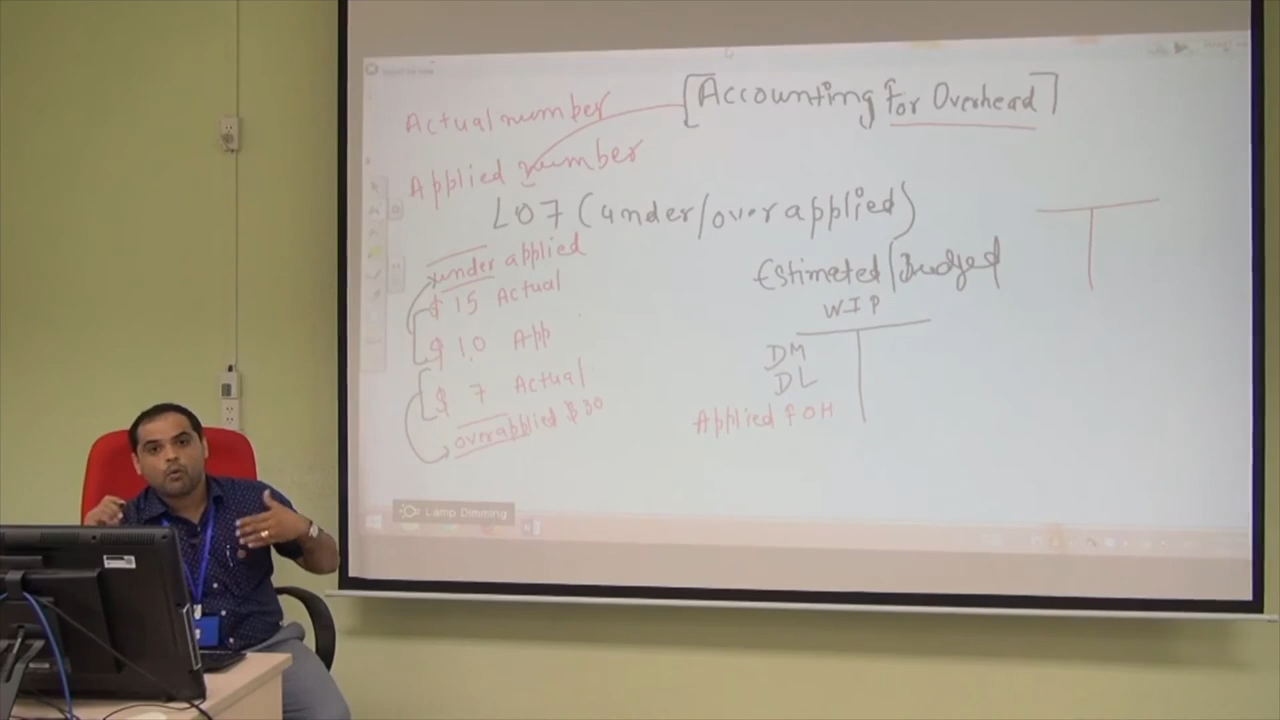 [Accounting For Overhead]
Actual number
Applied number
LO7 (under/over applied)
under applied
$ 15 Actual
$ 10 App
$ 7 Actual
overapplied $30
Estimated/Budged
WIP
DM
DL
Applied FOH
Lamp Dimming